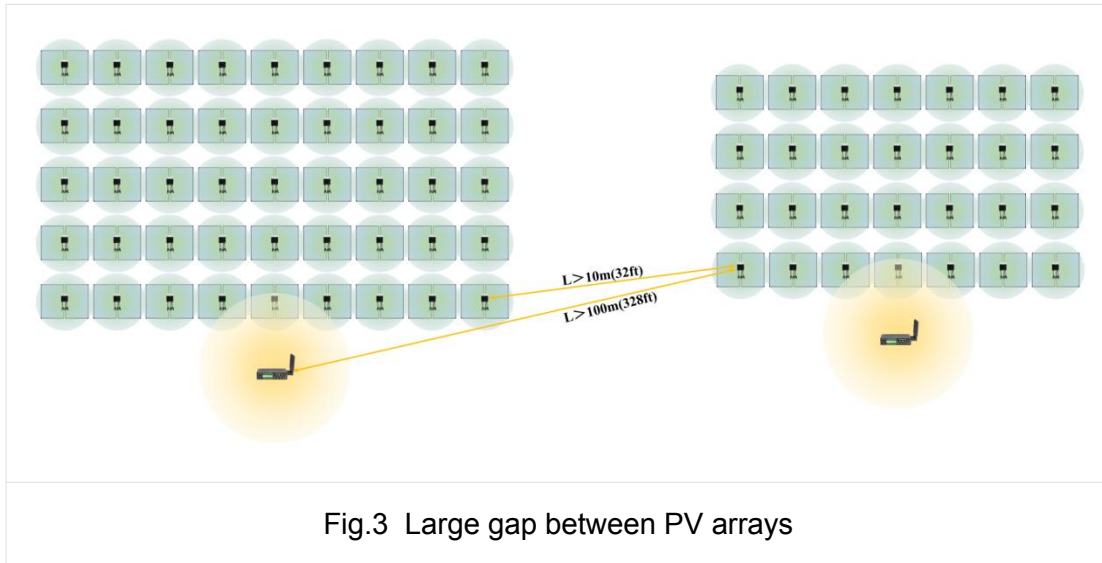 L＞10m(32ft)
L＞100m(328ft)
Fig.3 Large gap between PV arrays